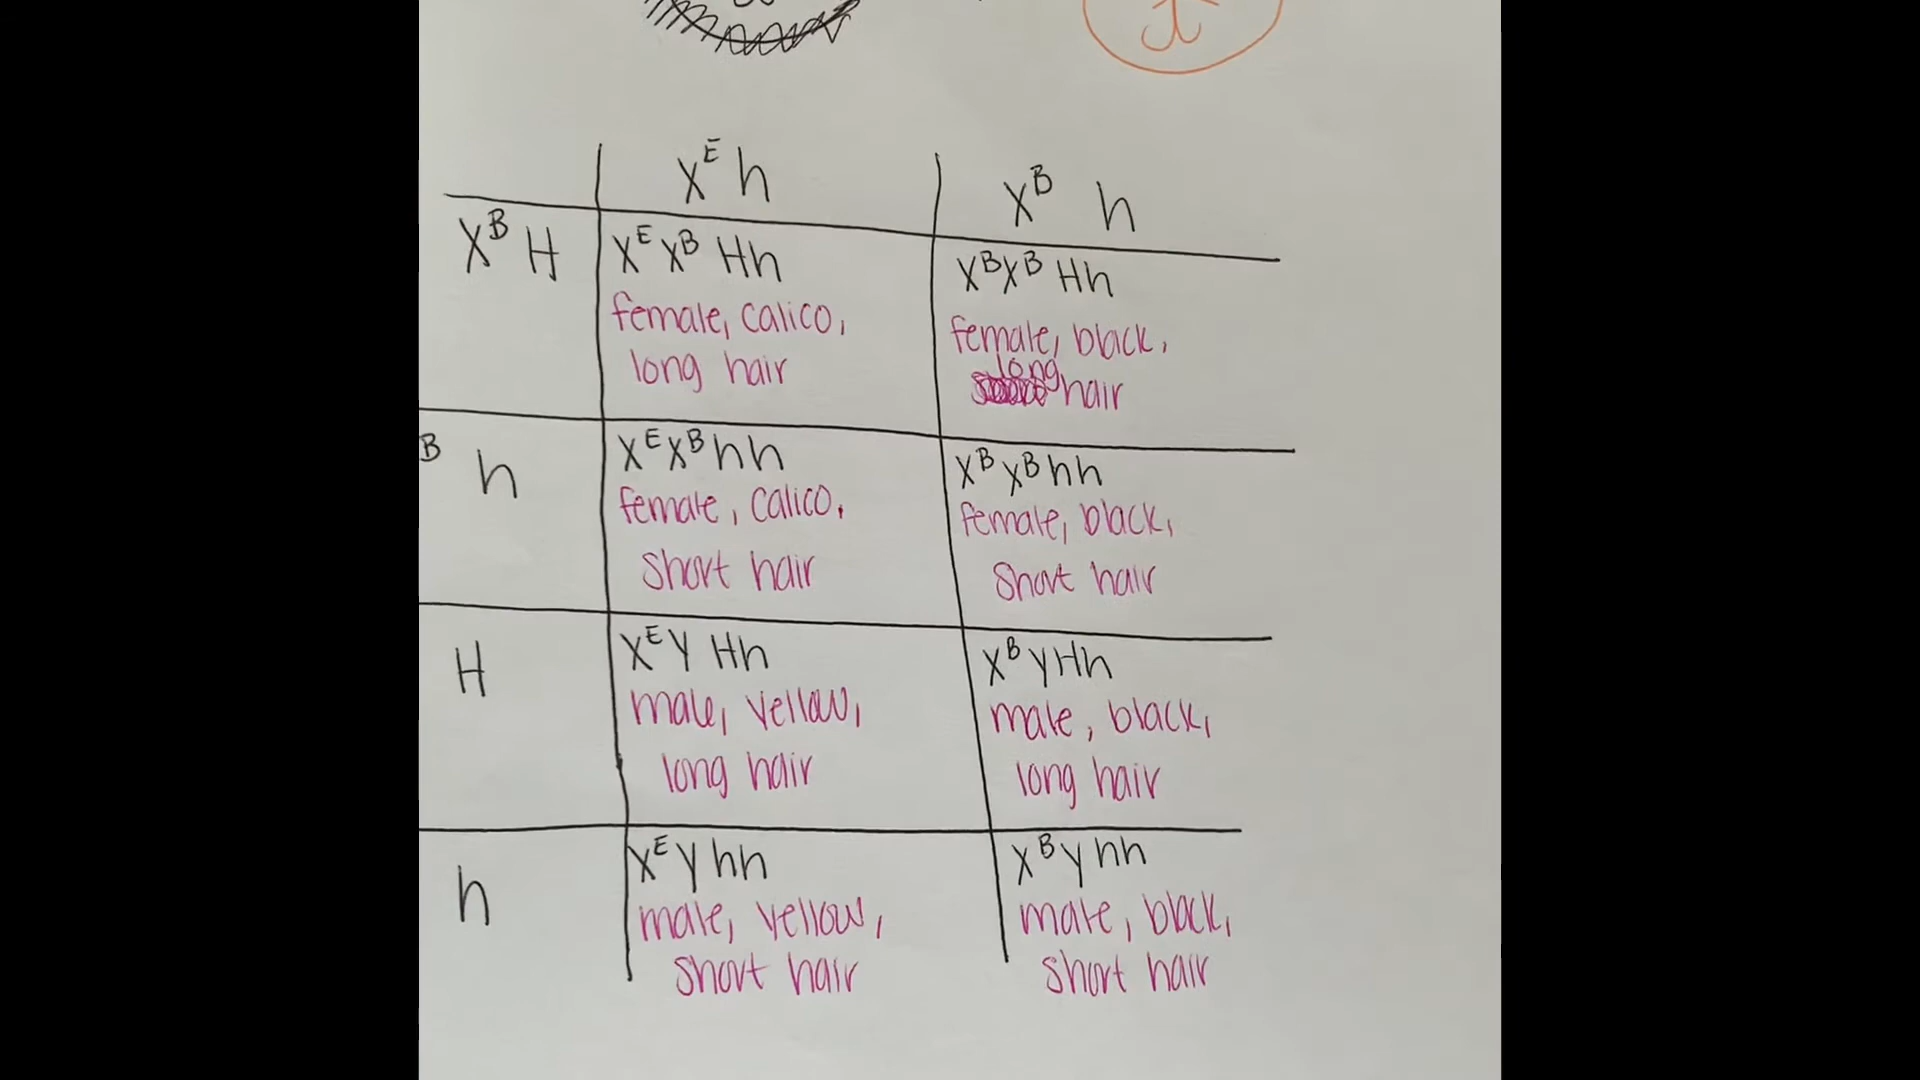 X^E h
X^B h
X^B H
X^E X^B Hh
female, calico,
long hair
X^B X^B Hh
female, black,
long
hair
B h
X^E X^B hh
female, calico,
short hair
X^B X^B hh
female, black,
short hair
H
X^E Y Hh
male, yellow,
long hair
X^B Y Hh
male, black,
long hair
h
X^E Y hh
male, yellow,
short hair
X^B Y hh
male, black,
short hair